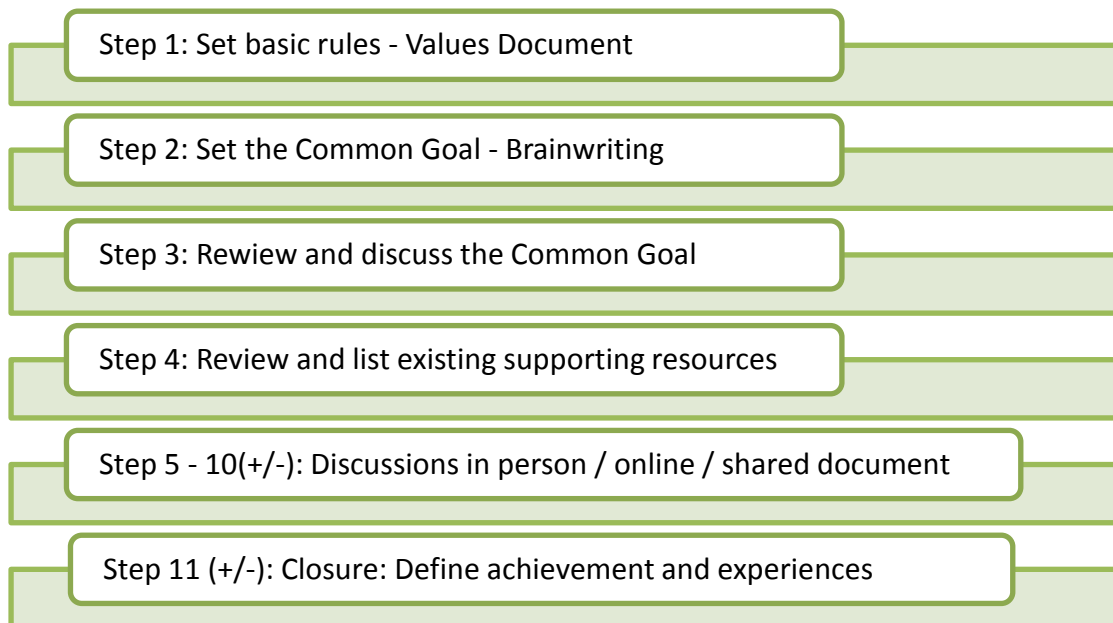 Step 1: Set basic rules - Values Document
Step 2: Set the Common Goal - Brainwriting
Step 3: Rewiew and discuss the Common Goal
Step 4: Review and list existing supporting resources
Step 5 - 10(+/-): Discussions in person / online / shared document
Step 11 (+/-): Closure: Define achievement and experiences